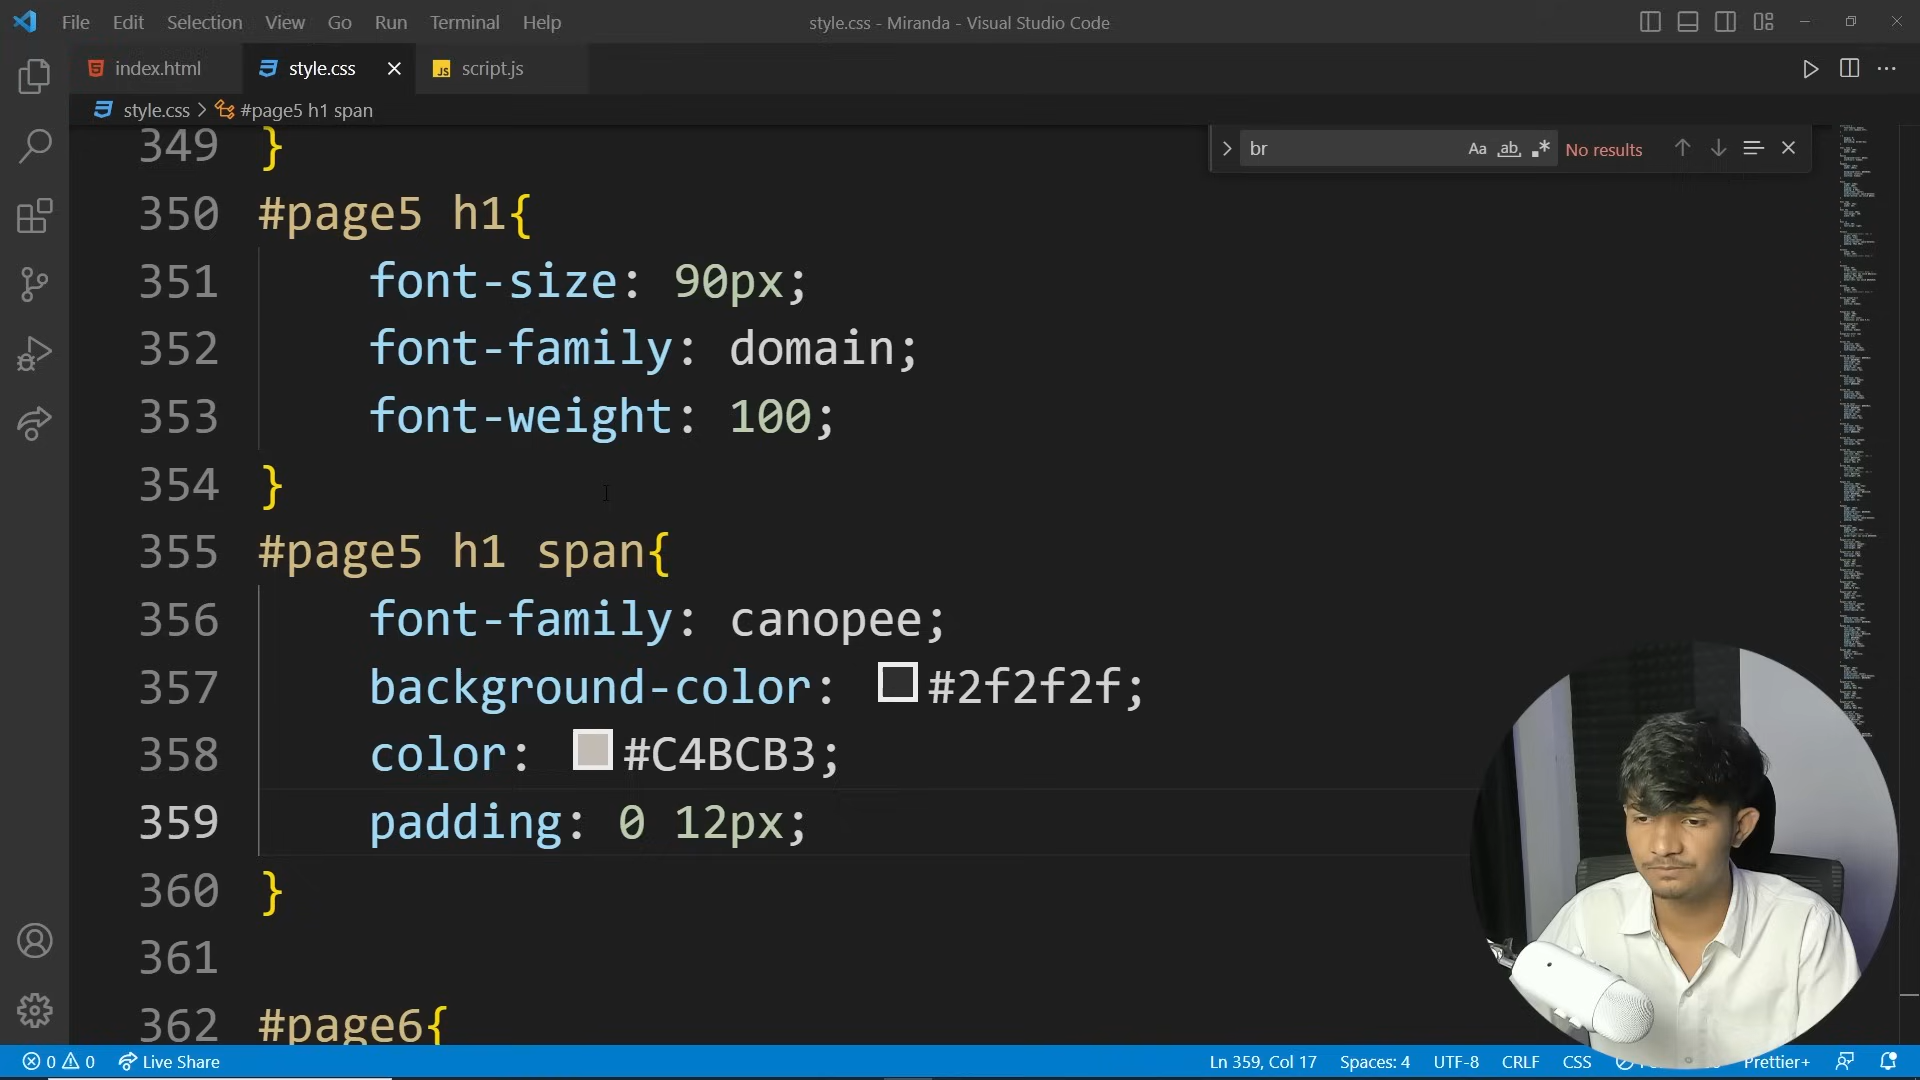 File Edit Selection View Go Run Terminal Help
style.css - Miranda - Visual Studio Code
index.html
style.css
JS script.js
style.css > #page5 h1 span
br
Aa ab .*
No results
349 }
350 #page5 h1{
351 font-size: 90px;
352 font-family: domain;
353 font-weight: 100;
354 }
355 #page5 h1 span{
356 font-family: canopee;
357 background-color: #2f2f2f;
358 color: #C4BCB3;
359 padding: 0 12px;
360 }
361
362 #page6{
0 0 Live Share
Ln 359, Col 17 Spaces: 4 UTF-8 CRLF CSS Prettier+